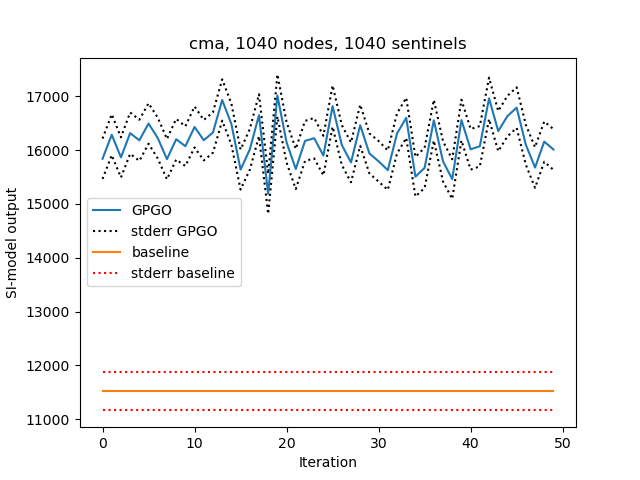 cma, 1040 nodes, 1040 sentinels
SI-model output
17000
16000
15000
14000
13000
12000
11000
GPGO
stderr GPGO
baseline
stderr baseline
0 10 20 30 40 50
Iteration